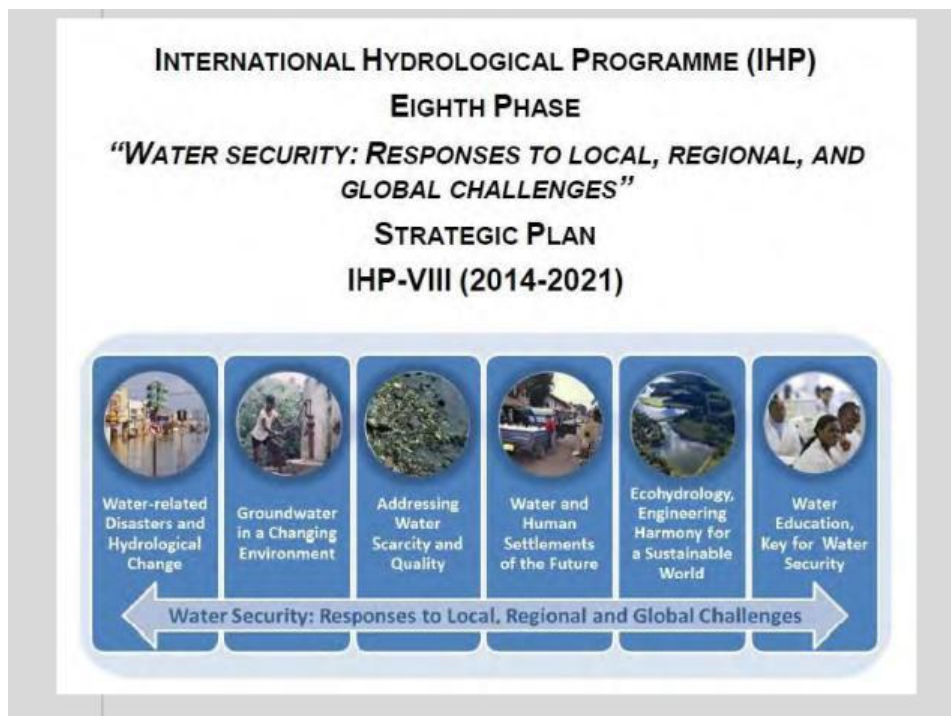 INTERNATIONAL HYDROLOGICAL PROGRAMME (IHP)
EIGHTH PHASE
“WATER SECURITY: RESPONSES TO LOCAL, REGIONAL, AND
GLOBAL CHALLENGES”
STRATEGIC PLAN
IHP-VIII (2014-2021)
Water-related
Disasters and
Hydrological
Change
Groundwater
in a Changing
Environment
Addressing
Water
Scarcity and
Quality
Water and
Human
Settlements
of the Future
Ecohydrology,
Engineering
Harmony for
a Sustainable
World
Water
Education,
Key for Water
Security
Water Security: Responses to Local, Regional and Global Challenges